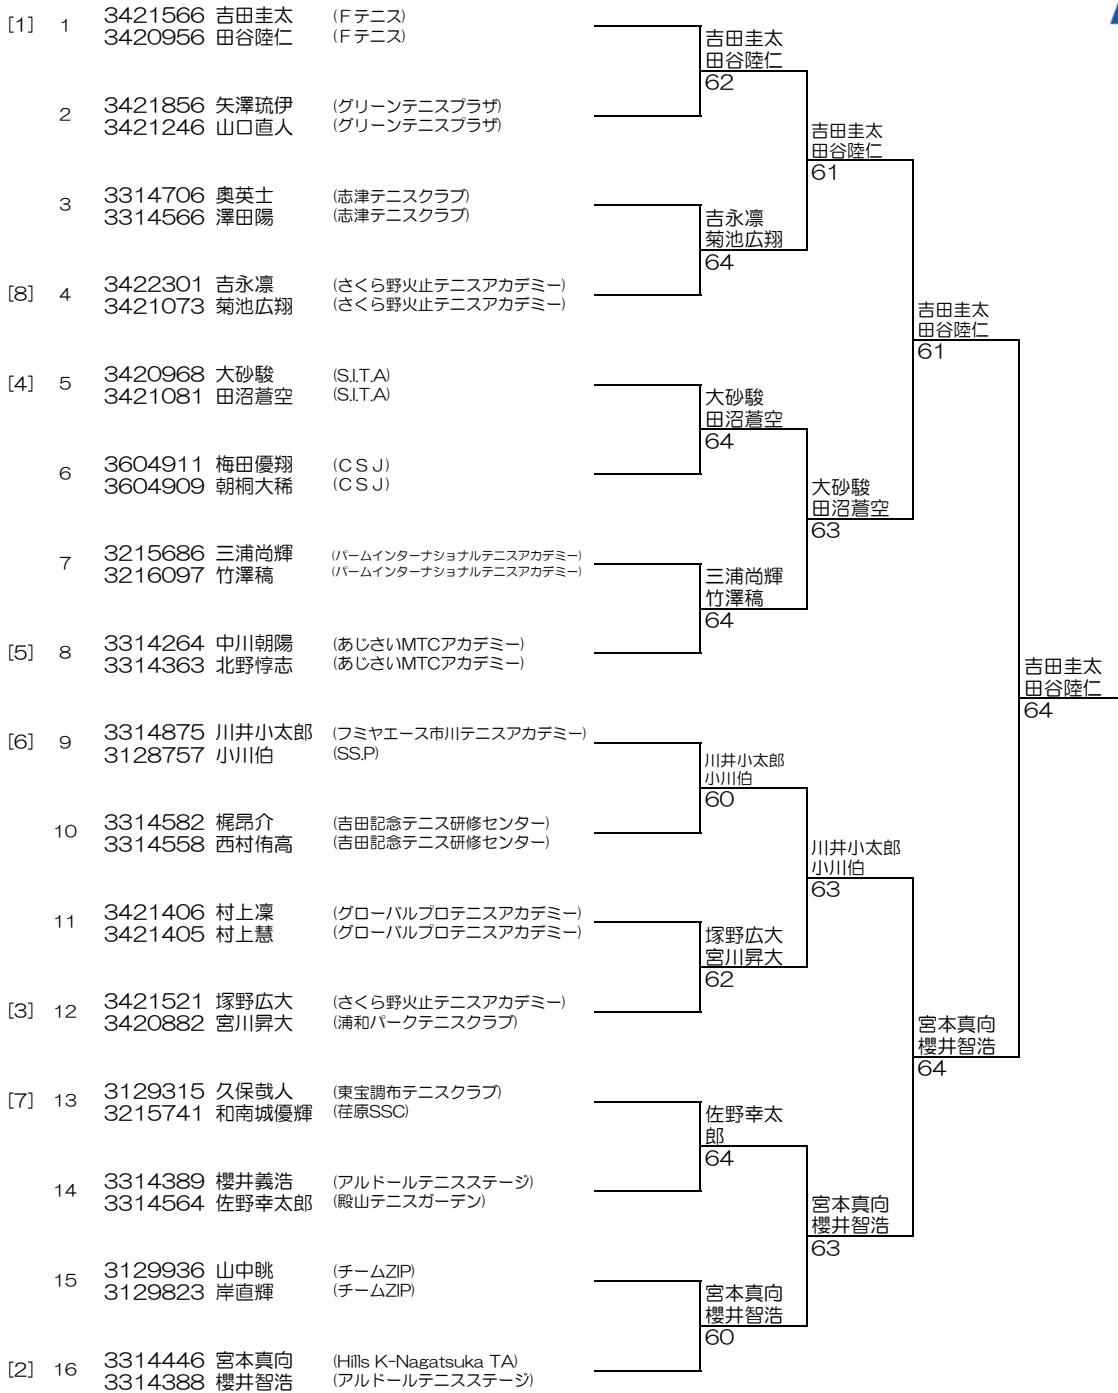 [1] 1 3421566 吉田圭太 (Fテニス)
3420956 田谷陸仁 (Fテニス)
2 3421856 矢澤琉伊 (グリーンテニスプラザ)
3421246 山口直人 (グリーンテニスプラザ)
3 3314706 奥英士 (志津テニスクラブ)
3314566 澤田陽 (志津テニスクラブ)
[8] 4 3422301 吉永凛 (さくら野火止テニスアカデミー)
3421073 菊池広翔 (さくら野火止テニスアカデミー)
[4] 5 3420968 大砂駿 (S.I.T.A)
3421081 田沼蒼空 (S.I.T.A)
6 3604911 梅田優翔 (CSJ)
3604909 朝桐大稀 (CSJ)
7 3215686 三浦尚輝 (パームインターナショナルテニスアカデミー)
3216097 竹澤稿 (パームインターナショナルテニスアカデミー)
[5] 8 3314264 中川朝陽 (あじさいMTCアカデミー)
3314363 北野惇志 (あじさいMTCアカデミー)
[6] 9 3314875 川井小太郎 (フミヤエース市川テニスアカデミー)
3128757 小川伯 (SS.P)
10 3314582 梶昂介 (吉田記念テニス研修センター)
3314558 西村侑高 (吉田記念テニス研修センター)
11 3421406 村上凜 (グローバルプロテニスアカデミー)
3421405 村上慧 (グローバルプロテニスアカデミー)
[3] 12 3421521 塚野広大 (さくら野火止テニスアカデミー)
3420882 宮川昇大 (浦和パークテニスクラブ)
[7] 13 3129315 久保哉人 (東宝調布テニスクラブ)
3215741 和南城優輝 (荏原SSC)
14 3314389 櫻井義浩 (アルドールテニスステージ)
3314564 佐野幸太郎 (殿山テニスガーデン)
15 3129936 山中眺 (チームZIP)
3129823 岸直輝 (チームZIP)
[2] 16 3314446 宮本真向 (Hills K-Nagatsuka TA)
3314388 櫻井智浩 (アルドールテニスステージ)
吉田圭太
田谷陸仁
62
吉永凛
菊池広翔
64
大砂駿
田沼蒼空
64
三浦尚輝
竹澤稿
64
川井小太郎
小川伯
60
塚野広大
宮川昇大
62
佐野幸太
郎
64
宮本真向
櫻井智浩
60
吉田圭太
田谷陸仁
61
大砂駿
田沼蒼空
63
川井小太郎
小川伯
63
宮本真向
櫻井智浩
63
吉田圭太
田谷陸仁
61
宮本真向
櫻井智浩
64
吉田圭太
田谷陸仁
64